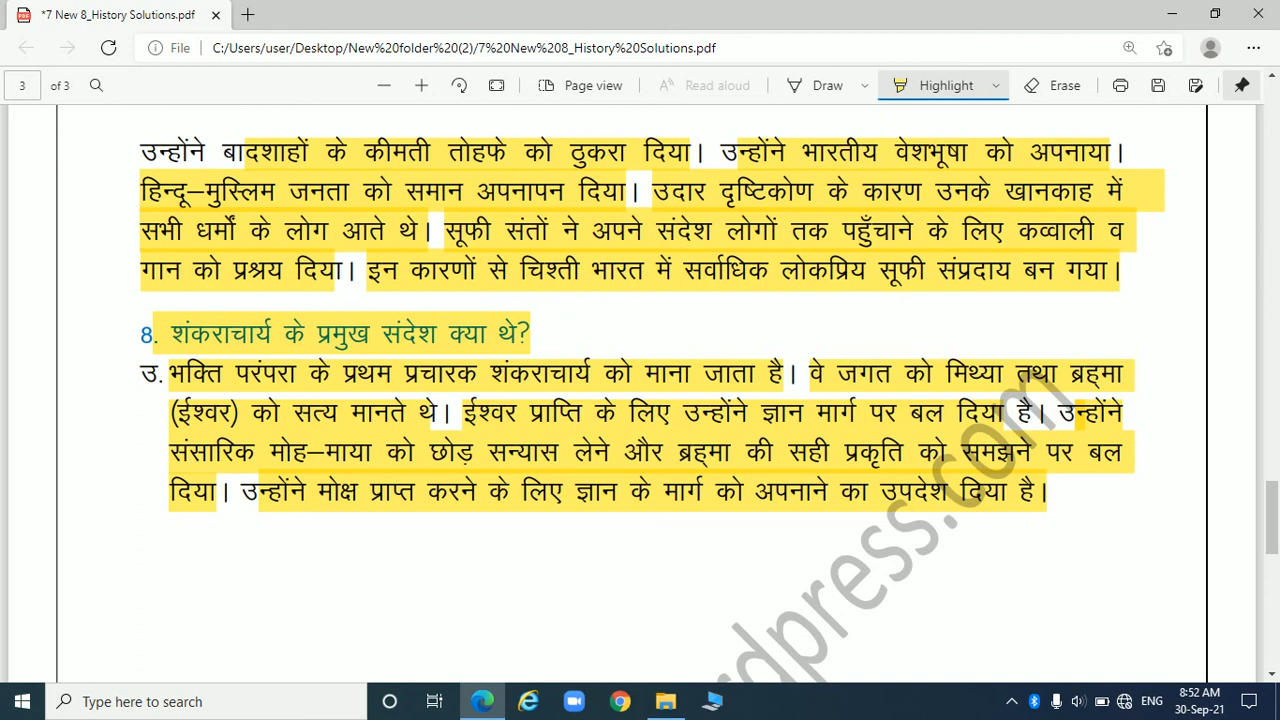 *7 New 8_History Solutions.pdf
File C:/Users/user/Desktop/New%20folder%20(2)/7%20New%208_History%20Solutions.pdf
3 of 3 Page view Read aloud Draw Highlight Erase
उन्होंने बादशाहों के कीमती तोहफे को ठुकरा दिया। उन्होंने भारतीय वेशभूषा को अपनाया।
हिन्दू–मुस्लिम जनता को समान अपनापन दिया। उदार दृष्टिकोण के कारण उनके खानकाह में
सभी धर्मों के लोग आते थे। सूफी संतों ने अपने संदेश लोगों तक पहुँचाने के लिए कव्वाली व
गान को प्रश्रय दिया। इन कारणों से चिश्ती भारत में सर्वाधिक लोकप्रिय सूफी संप्रदाय बन गया।
8. शंकराचार्य के प्रमुख संदेश क्या थे?
उ. भक्ति परंपरा के प्रथम प्रचारक शंकराचार्य को माना जाता है। वे जगत को मिथ्या तथा ब्रह्मा
(ईश्वर) को सत्य मानते थे। ईश्वर प्राप्ति के लिए उन्होंने ज्ञान मार्ग पर बल दिया है। उन्होंने
संसारिक मोह–माया को छोड़ सन्यास लेने और ब्रह्मा की सही प्रकृति को समझने पर बल
दिया। उन्होंने मोक्ष प्राप्त करने के लिए ज्ञान के मार्ग को अपनाने का उपदेश दिया है।
rdpress.com
Type here to search
ENG
8:52 AM
30-Sep-21